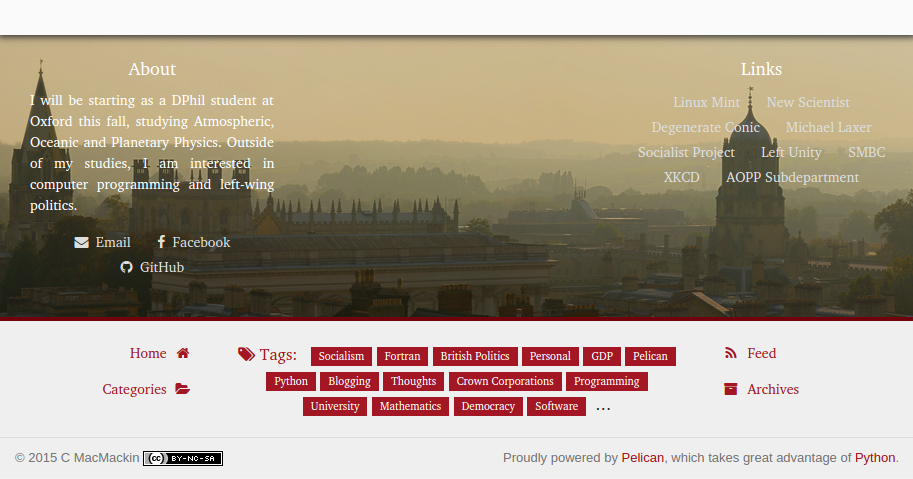 About
I will be starting as a DPhil student at
Oxford this fall, studying Atmospheric,
Oceanic and Planetary Physics. Outside
of my studies, I am interested in
computer programming and left-wing
politics.
Email Facebook
GitHub
Links
Linux Mint New Scientist
Degenerate Conic Michael Laxer
Socialist Project Left Unity SMBC
XKCD AOPP Subdepartment
Home
Categories
Tags: Socialism Fortran British Politics Personal GDP Pelican
Python Blogging Thoughts Crown Corporations Programming
University Mathematics Democracy Software ...
Feed
Archives
© 2015 C MacMackin (cc) BY-NC-SA
Proudly powered by Pelican, which takes great advantage of Python.